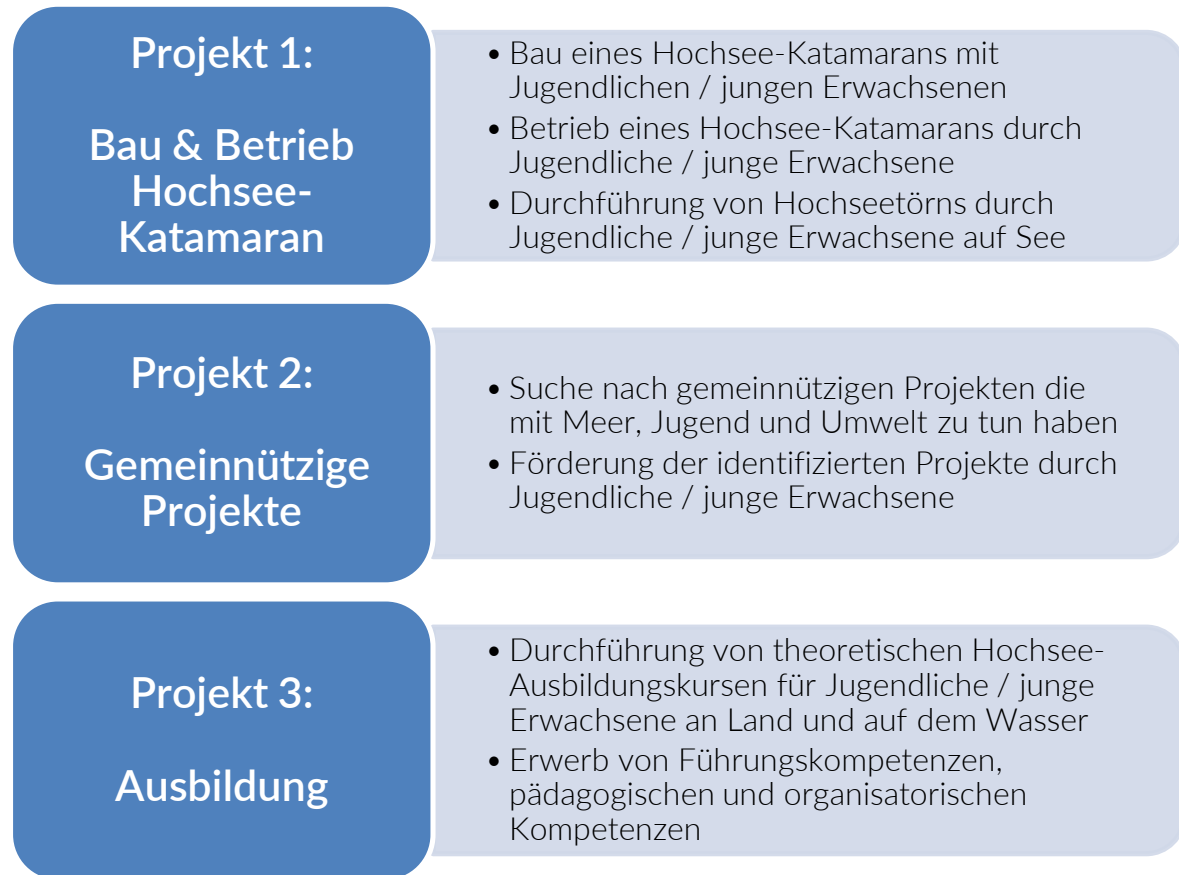 Projekt 1:
Bau & Betrieb
Hochsee-
Katamaran
• Bau eines Hochsee-Katamarans mit
Jugendlichen / jungen Erwachsenen
• Betrieb eines Hochsee-Katamarans durch
Jugendliche / junge Erwachsene
• Durchführung von Hochseetörns durch
Jugendliche / junge Erwachsene auf See
Projekt 2:
Gemeinnützige
Projekte
• Suche nach gemeinnützigen Projekten die
mit Meer, Jugend und Umwelt zu tun haben
• Förderung der identifizierten Projekte durch
Jugendliche / junge Erwachsene
Projekt 3:
Ausbildung
• Durchführung von theoretischen Hochsee-
Ausbildungskursen für Jugendliche / junge
Erwachsene an Land und auf dem Wasser
• Erwerb von Führungskompetenzen,
pädagogischen und organisatorischen
Kompetenzen